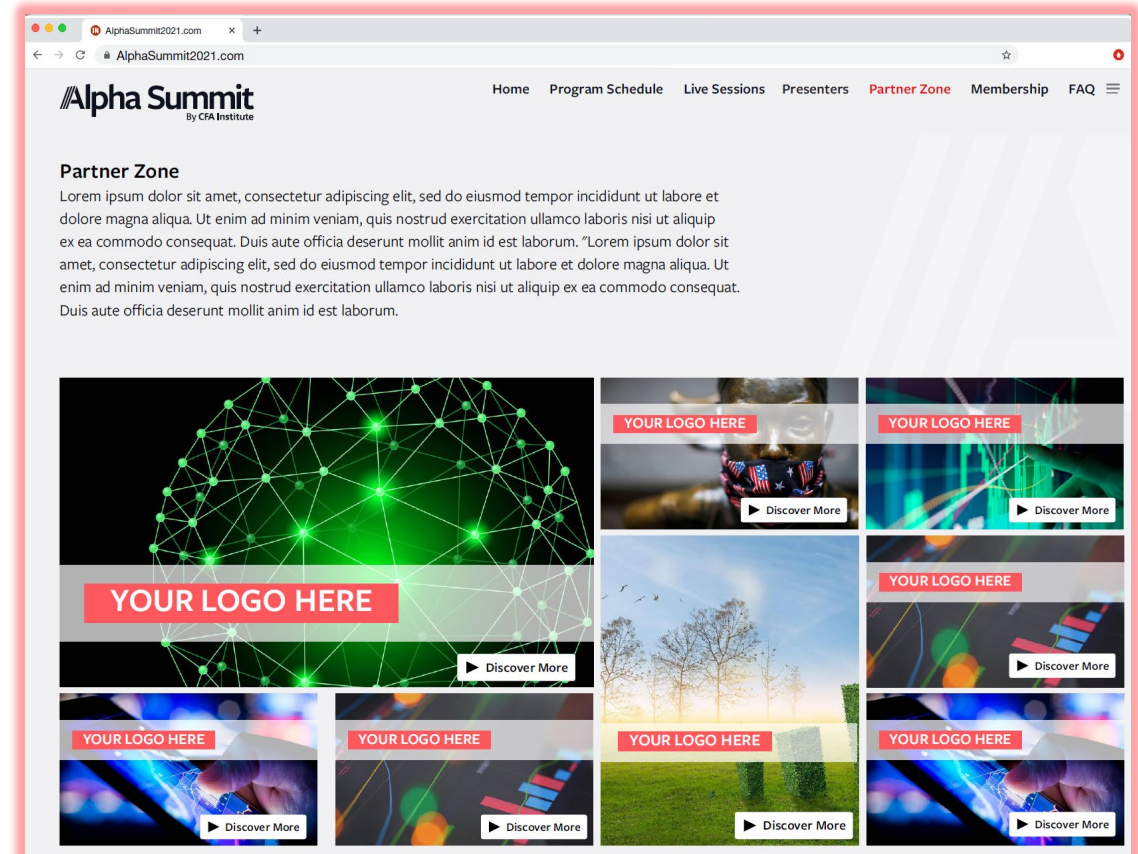 AlphaSummit2021.com × +
AlphaSummit2021.com
Alpha Summit
By CFA Institute
Home Program Schedule Live Sessions Presenters Partner Zone Membership FAQ
Partner Zone
Lorem ipsum dolor sit amet, consectetur adipiscing elit, sed do eiusmod tempor incididunt ut labore et
dolore magna aliqua. Ut enim ad minim veniam, quis nostrud exercitation ullamco laboris nisi ut aliquip
ex ea commodo consequat. Duis aute officia deserunt mollit anim id est laborum. "Lorem ipsum dolor sit
amet, consectetur adipiscing elit, sed do eiusmod tempor incididunt ut labore et dolore magna aliqua. Ut
enim ad minim veniam, quis nostrud exercitation ullamco laboris nisi ut aliquip ex ea commodo consequat.
Duis aute officia deserunt mollit anim id est laborum.
YOUR LOGO HERE
Discover More
YOUR LOGO HERE
Discover More
YOUR LOGO HERE
Discover More
YOUR LOGO HERE
Discover More
YOUR LOGO HERE
Discover More
YOUR LOGO HERE
Discover More
YOUR LOGO HERE
Discover More
YOUR LOGO HERE
Discover More